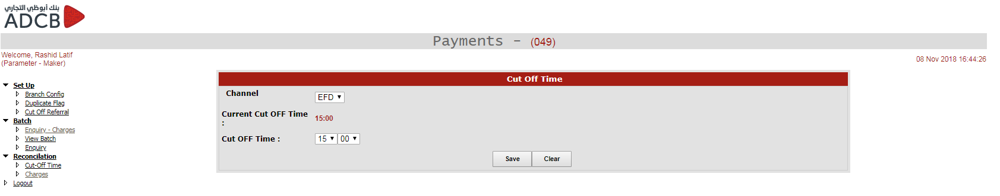 بنك أبوظبي التجاري
ADCB
Payments - (049)
Welcome, Rashid Latif
(Parameter - Maker)
08 Nov 2018 16:44:26
Set Up
Branch Config
Duplicate Flag
Cut Off Referral
Batch
Enquiry - Charges
View Batch
Enquiry
Reconcilation
Cut-Off Time
Charges
Logout
Cut Off Time
Channel EFD
Current Cut OFF Time
: 15:00
Cut OFF Time : 15 00
Save Clear